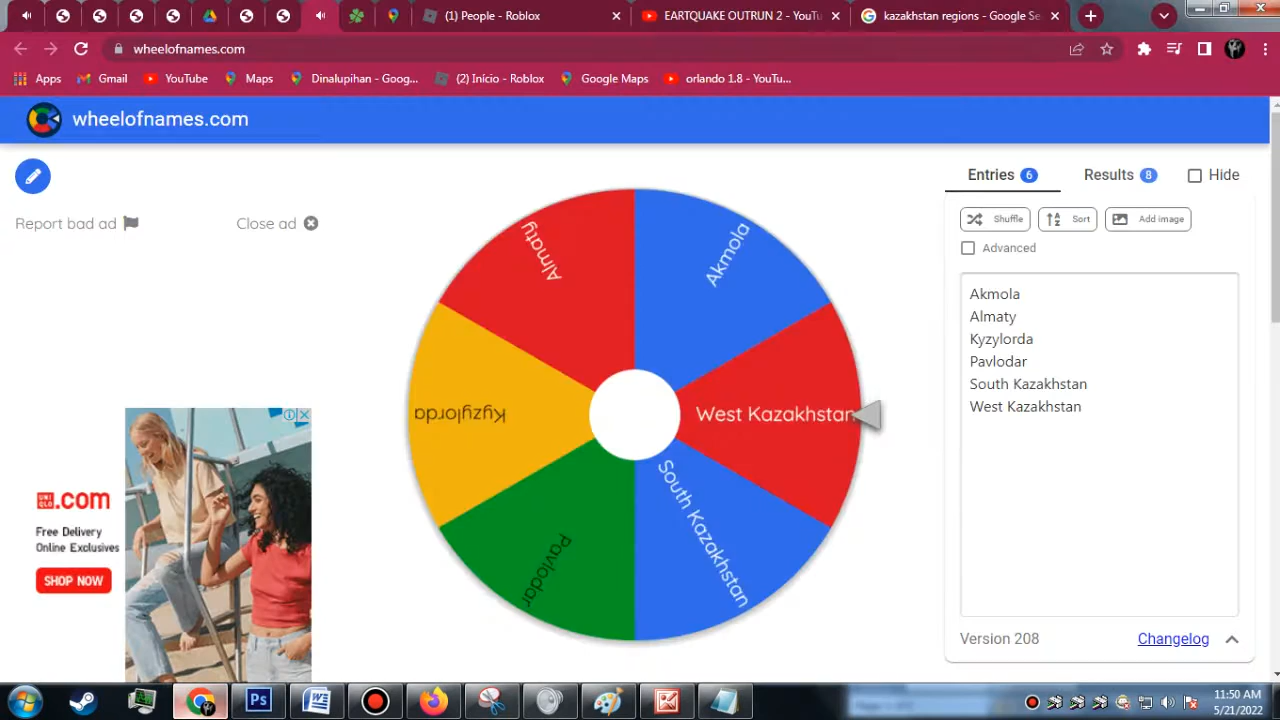 (1) People - Roblox
EARTHQUAKE OUTRUN 2 - YouTu
kazakhstan regions - Google Se
wheelofnames.com
Apps
Gmail
YouTube
Maps
Dinalupihan - Goog...
(2) Início - Roblox
Google Maps
orlando 1.8 - YouTu...
wheelofnames.com
Report bad ad
Close ad
Entries 6
Results 8
Hide
Shuffle
Sort
Add image
Advanced
Akmola
Almaty
Kyzylorda
Pavlodar
South Kazakhstan
West Kazakhstan
Almaty
Akmola
Kyzylorda
West Kazakhstan
Pavlodar
South Kazakhstan
UNI
QLO
.com
Free Delivery
Online Exclusives
SHOP NOW
Version 208
Changelog
Ps
11:50 AM
5/21/2022